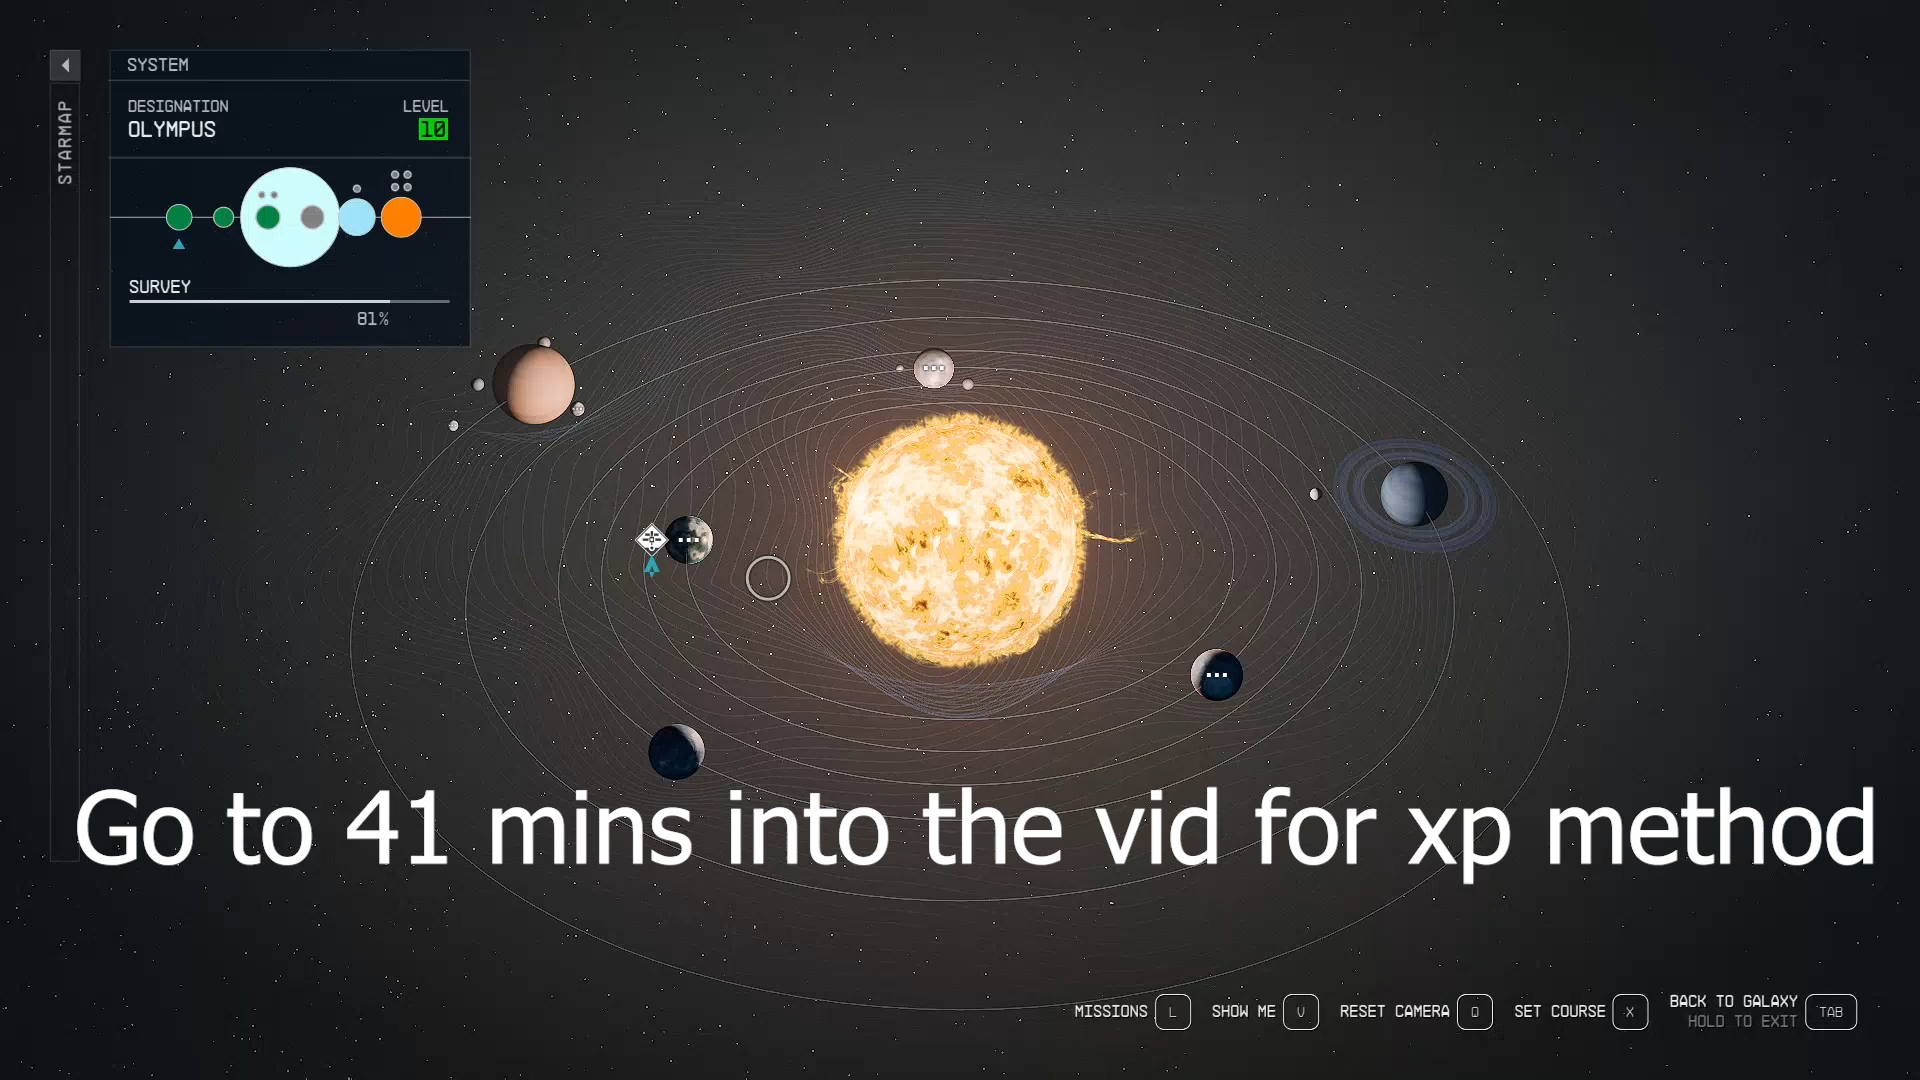 SYSTEM
DESIGNATION
LEVEL
OLYMPUS
10
STARMAP
SURVEY
81%
Go to 41 mins into the vid for xp method
MISSIONS L
SHOW ME V
RESET CAMERA Q
SET COURSE X
BACK TO GALAXY
HOLD TO EXIT
TAB